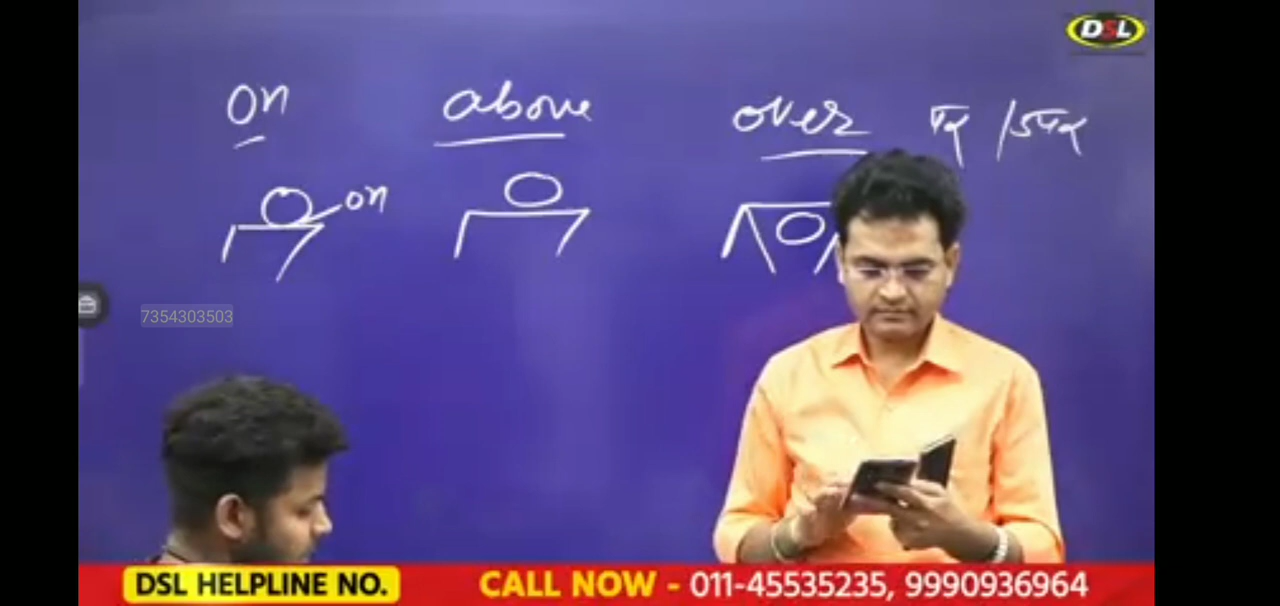 DSL
on above over पर / ऊपर
on
7354303503
DSL HELPLINE NO. CALL NOW - 011-45535235, 9990936964